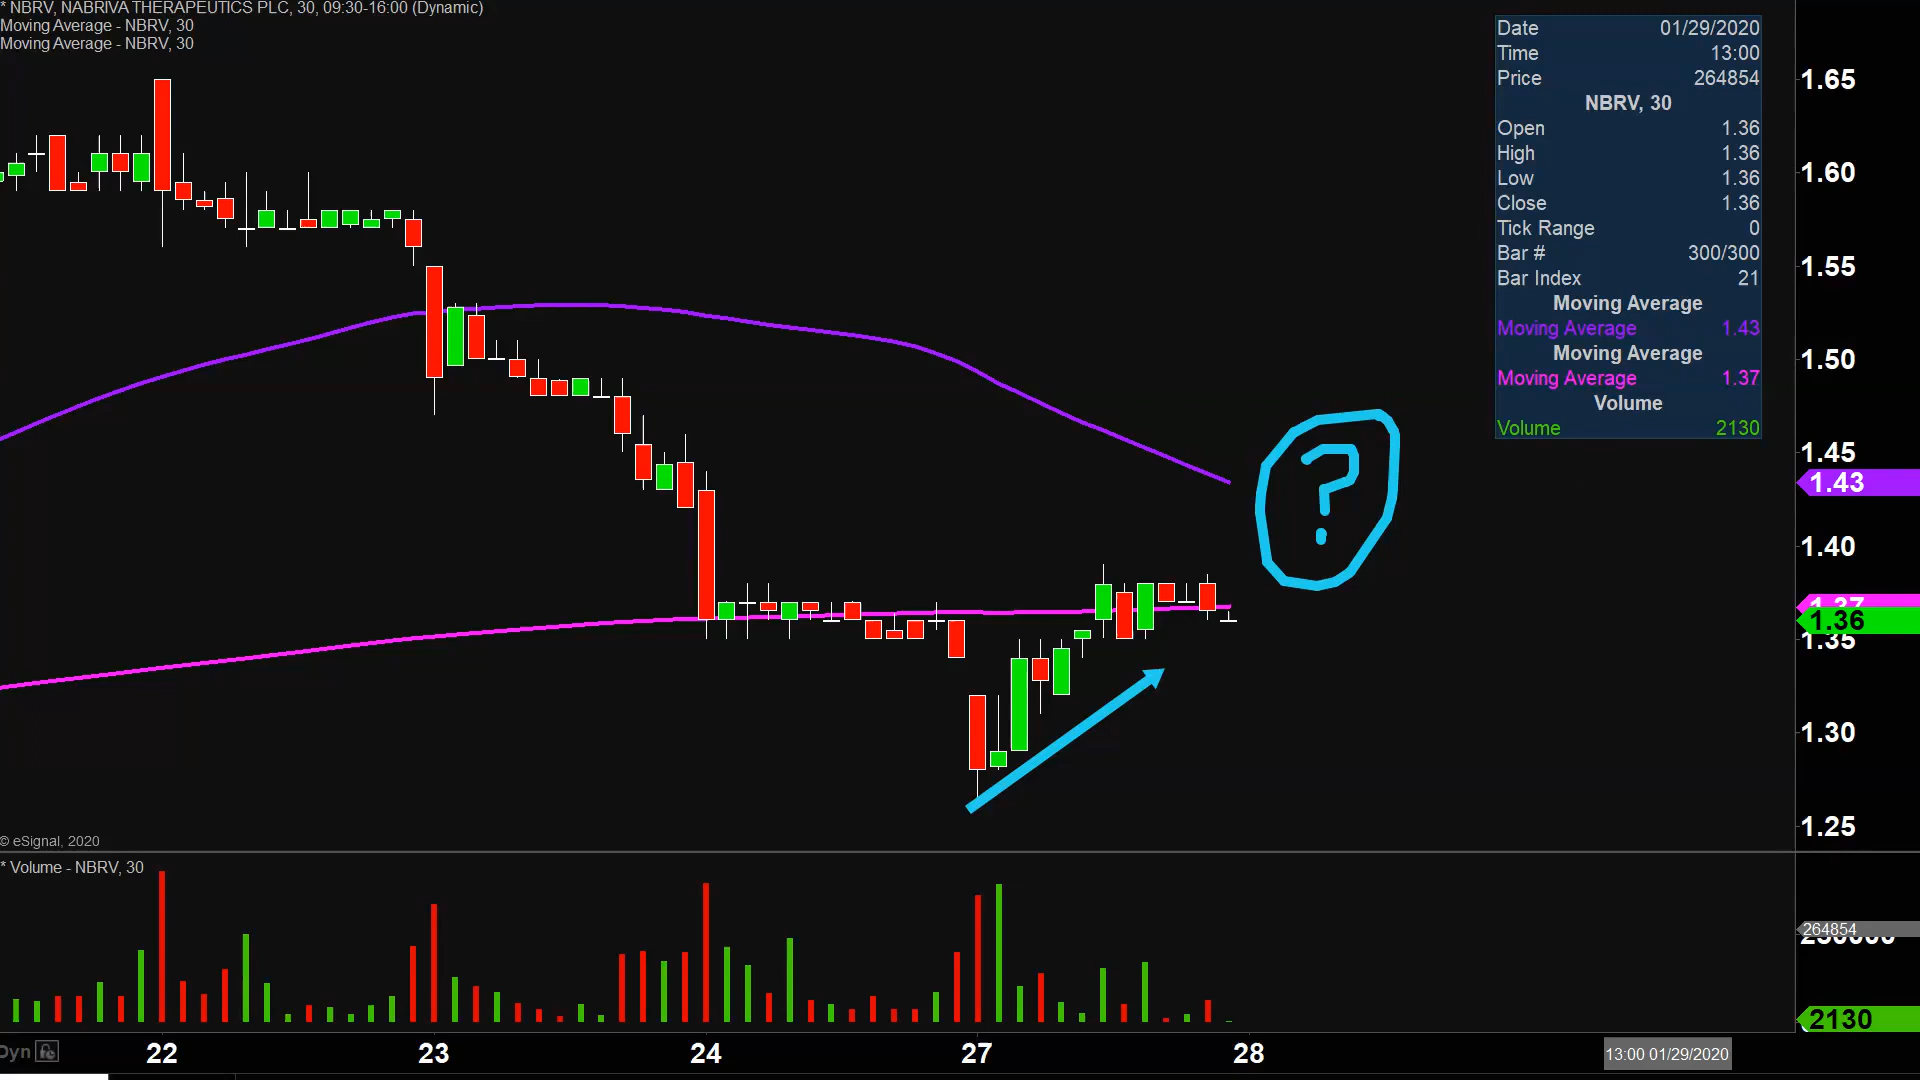 * NBRV, NABRIVA THERAPEUTICS PLC, 30, 09:30-16:00 (Dynamic)
Moving Average - NBRV, 30
Moving Average - NBRV, 30
Date 01/29/2020
Time 13:00
Price 264854
NBRV, 30
Open 1.36
High 1.36
Low 1.36
Close 1.36
Tick Range 0
Bar # 300/300
Bar Index 21
Moving Average
Moving Average 1.43
Moving Average
Moving Average 1.37
Volume
Volume 2130
1.65
1.60
1.55
1.50
1.45
1.43
1.40
1.37
1.36
1.35
1.30
1.25
?
© eSignal, 2020
* Volume - NBRV, 30
264854
2130
Dyn
22 23 24 27 28
13:00 01/29/2020